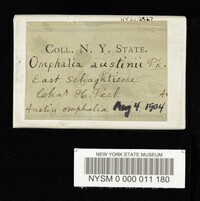 COLL. N. Y. STATE.
Omphalia austinii Pk.
East Schaghticoke
Chas H. Peck
Austin omphalia Aug 4, 1904
NEW YORK STATE MUSEUM
NYSM 0 000 011 180